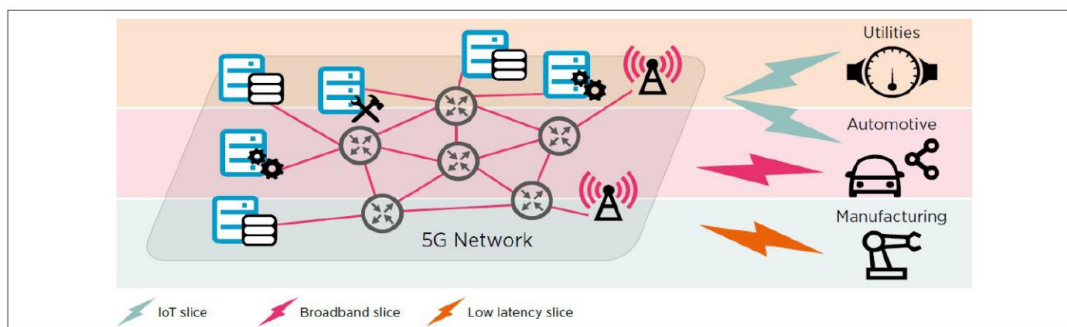 Utilities
Automotive
Manufacturing
5G Network
IoT slice
Broadband slice
Low latency slice